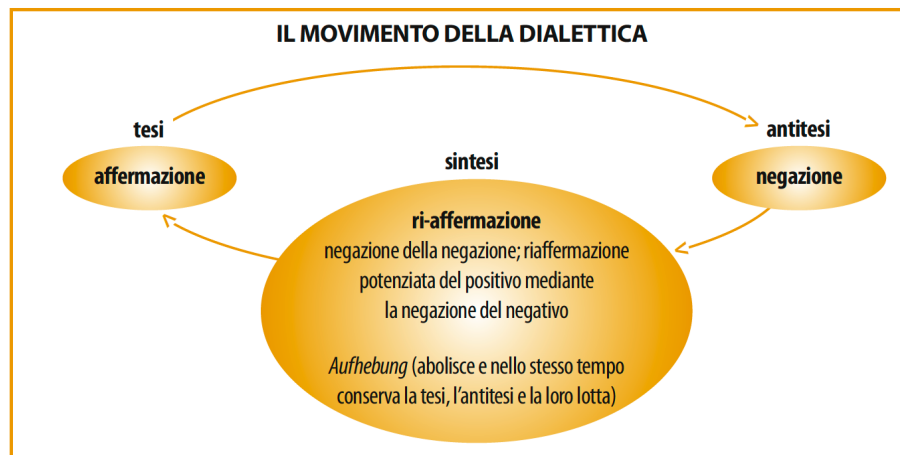 IL MOVIMENTO DELLA DIALETTICA
tesi
affermazione
antitesi
negazione
sintesi
ri-affermazione
negazione della negazione; riaffermazione
potenziata del positivo mediante
la negazione del negativo
Aufhebung (abolisce e nello stesso tempo
conserva la tesi, l'antitesi e la loro lotta)